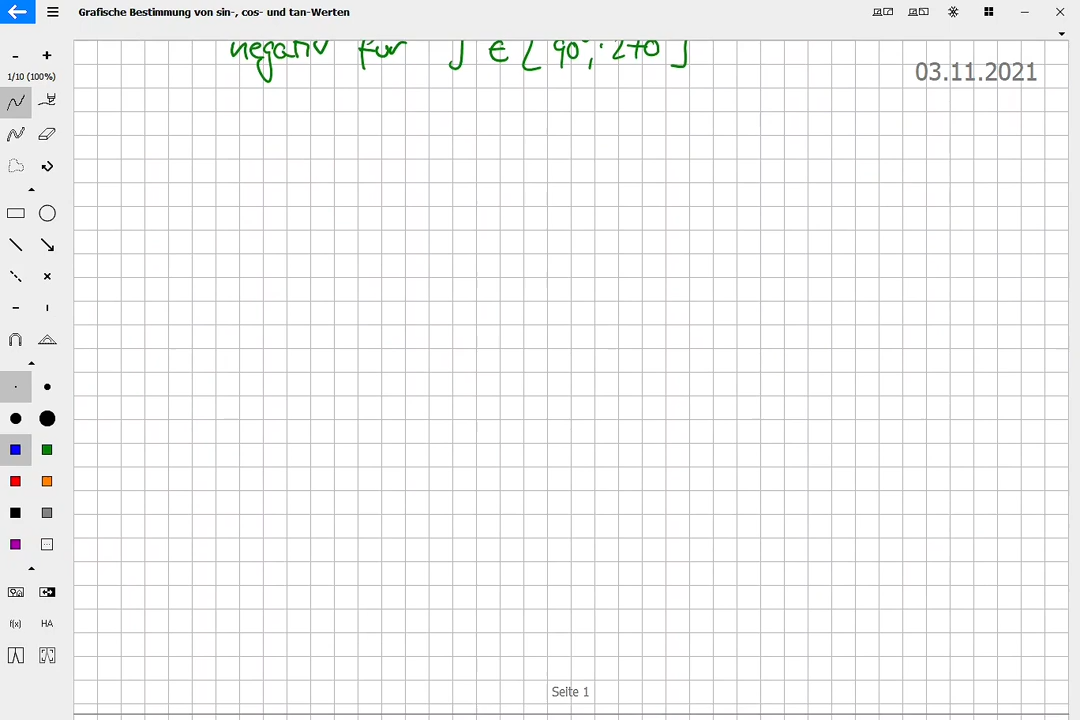 Grafische Bestimmung von sin-, cos- und tan-Werten
- +
1/10 (100%)
negativ für ∈ [90°; 270
03.11.2021
f(x) HA
Seite 1